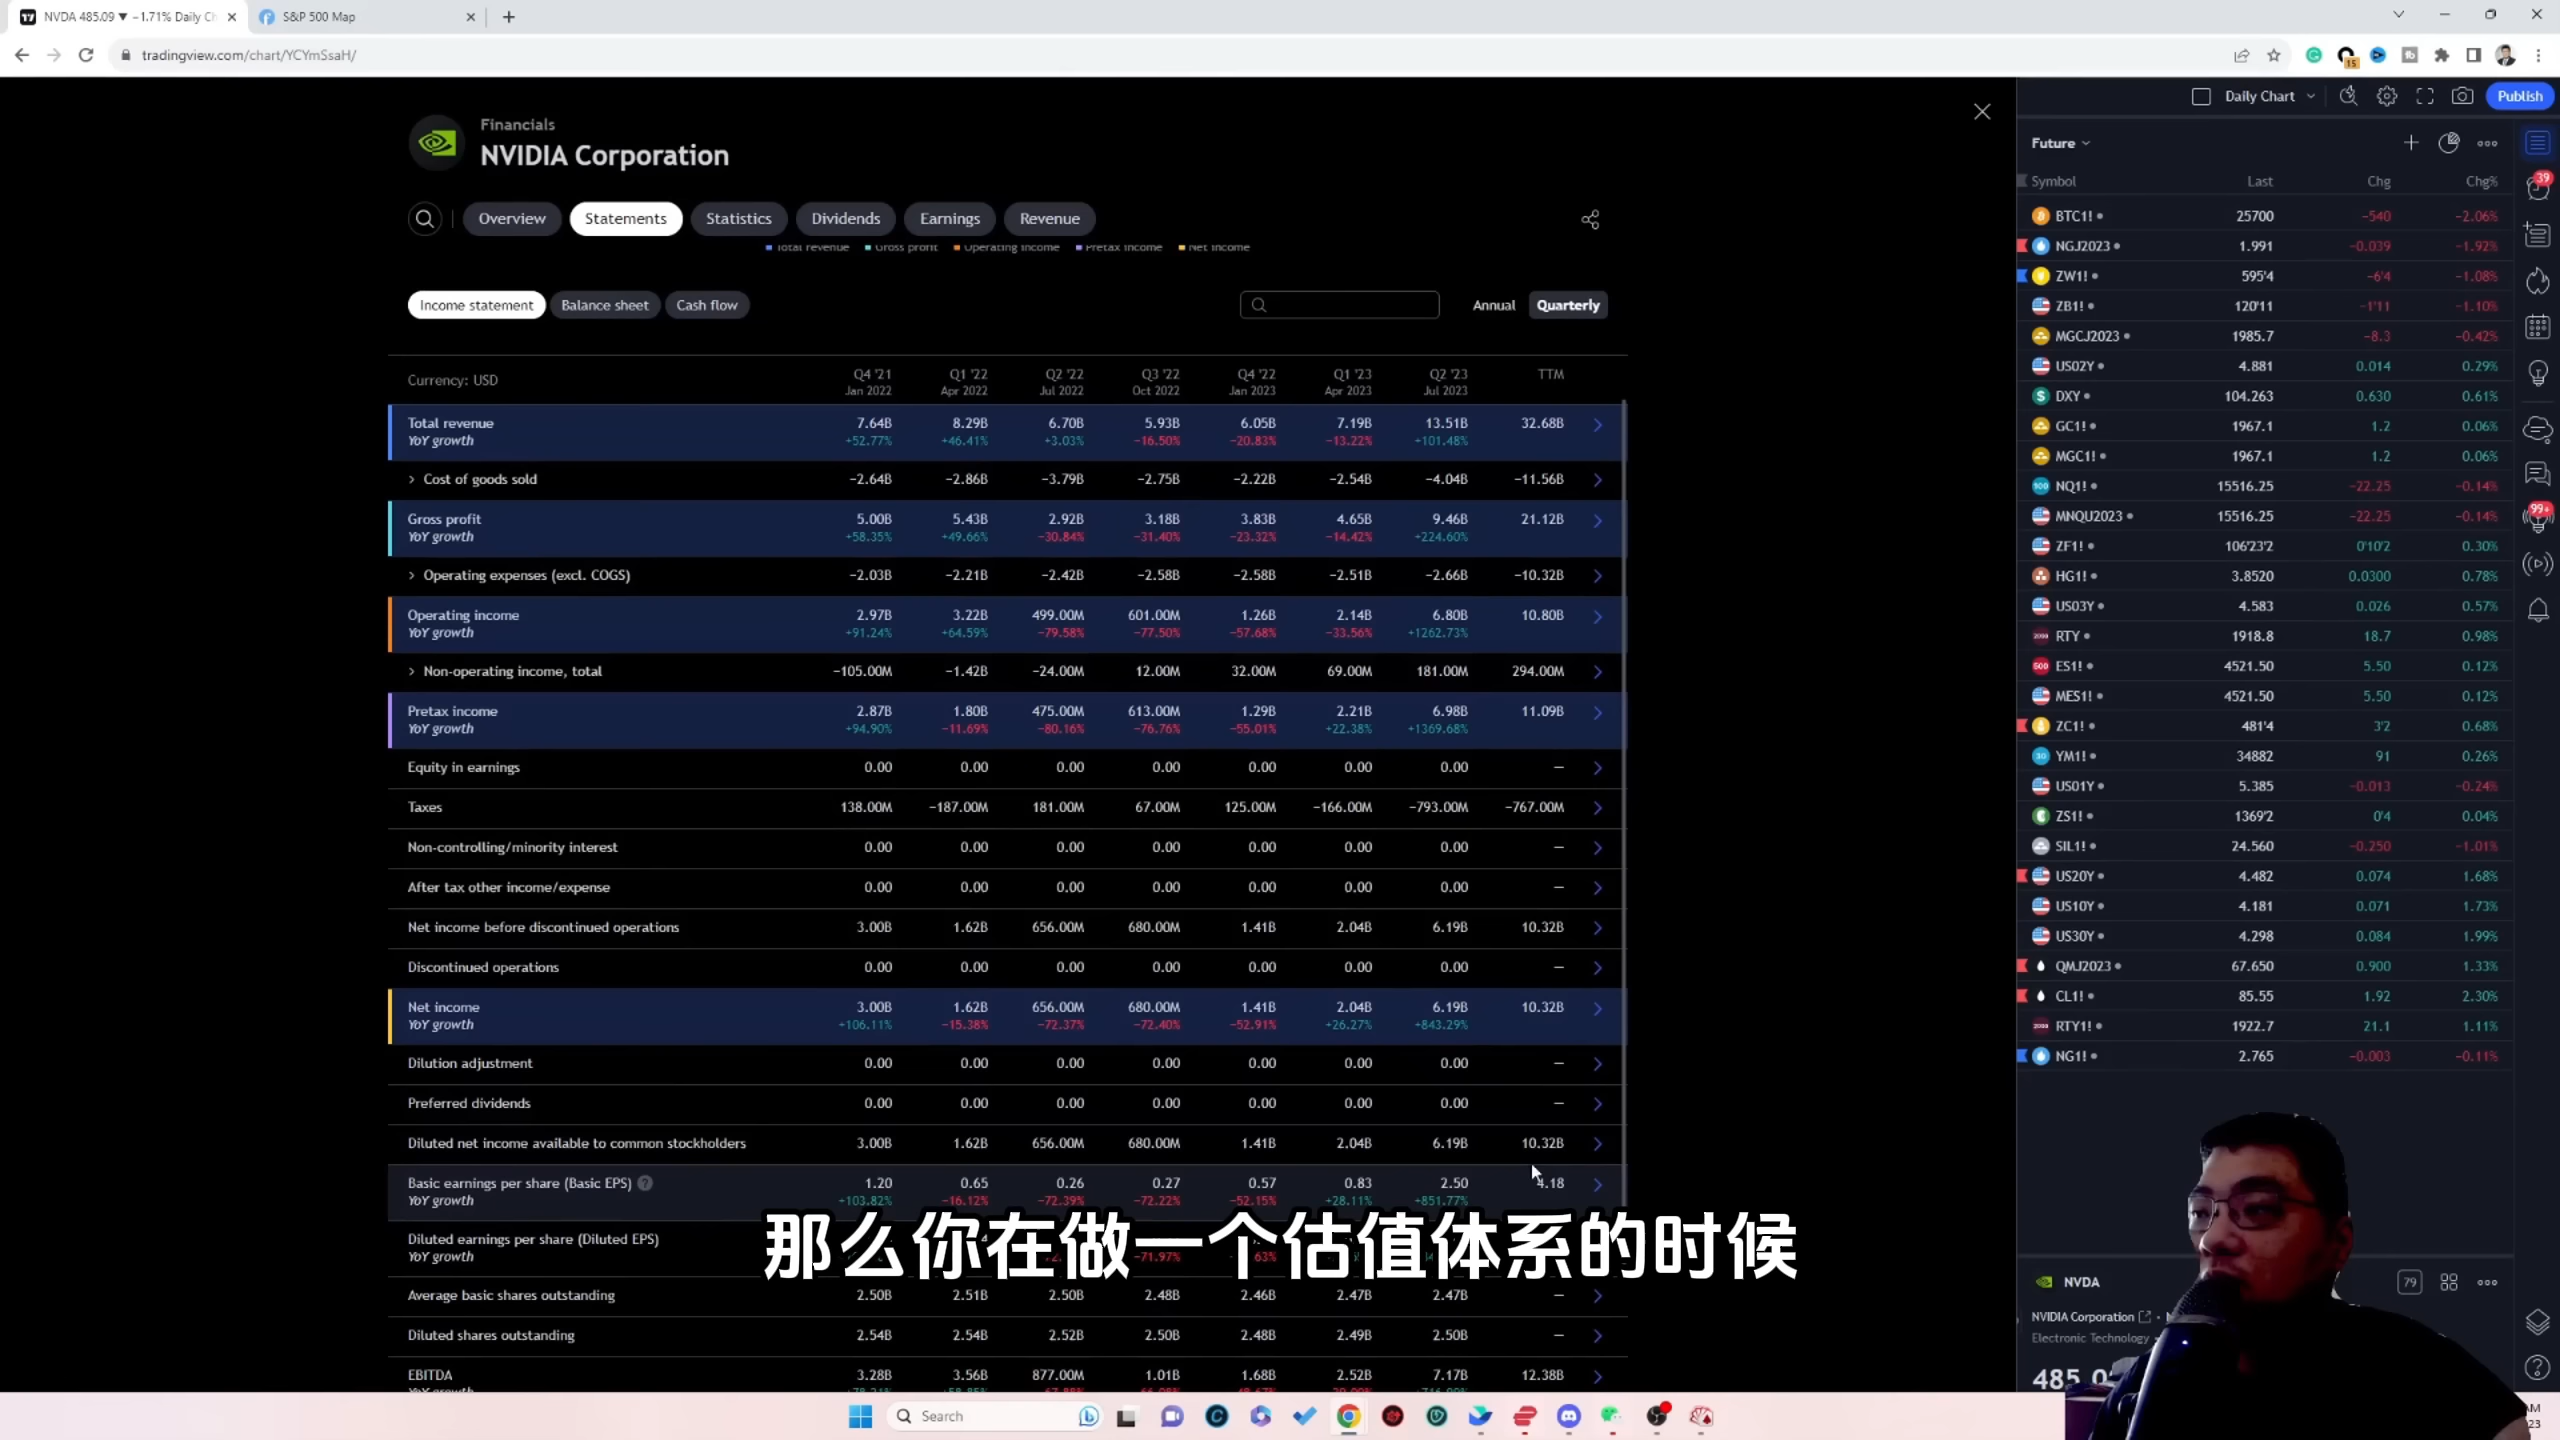 NVDA 485.09 ▼ −1.71% Daily Ch
S&P 500 Map
tradingview.com/chart/YCYmSsaH/
15
Daily Chart
Publish
Financials
NVIDIA Corporation
Overview Statements Statistics Dividends Earnings Revenue
Total revenue Gross profit Operating income Pretax income Net income
Income statement Balance sheet Cash flow
Annual Quarterly
Currency: USD
Q4 '21 Q1 '22 Q2 '22 Q3 '22 Q4 '22 Q1 '23 Q2 '23 TTM
Jan 2022 Apr 2022 Jul 2022 Oct 2022 Jan 2023 Apr 2023 Jul 2023
Total revenue 7.64B 8.29B 6.70B 5.93B 6.05B 7.19B 13.51B 32.68B
YoY growth +52.77% +46.41% +3.03% −16.50% −20.83% −13.22% +101.48%
Cost of goods sold −2.64B −2.86B −3.79B −2.75B −2.22B −2.54B −4.04B −11.56B
Gross profit 5.00B 5.43B 2.92B 3.18B 3.83B 4.65B 9.46B 21.12B
YoY growth +58.35% +49.66% −30.84% −31.40% −23.32% −14.42% +224.60%
Operating expenses (excl. COGS) −2.03B −2.21B −2.42B −2.58B −2.58B −2.51B −2.66B −10.32B
Operating income 2.97B 3.22B 499.00M 601.00M 1.26B 2.14B 6.80B 10.80B
YoY growth +91.24% +64.59% −79.58% −77.50% −57.68% −33.56% +1262.73%
Non-operating income, total −105.00M −1.42B −24.00M 12.00M 32.00M 69.00M 181.00M 294.00M
Pretax income 2.87B 1.80B 475.00M 613.00M 1.29B 2.21B 6.98B 11.09B
YoY growth +94.90% −11.69% −80.16% −76.76% −55.01% +22.38% +1369.68%
Equity in earnings 0.00 0.00 0.00 0.00 0.00 0.00 0.00 —
Taxes 138.00M −187.00M 181.00M 67.00M 125.00M −166.00M −793.00M −767.00M
Non-controlling/minority interest 0.00 0.00 0.00 0.00 0.00 0.00 0.00 —
After tax other income/expense 0.00 0.00 0.00 0.00 0.00 0.00 0.00 —
Net income before discontinued operations 3.00B 1.62B 656.00M 680.00M 1.41B 2.04B 6.19B 10.32B
Discontinued operations 0.00 0.00 0.00 0.00 0.00 0.00 0.00 —
Net income 3.00B 1.62B 656.00M 680.00M 1.41B 2.04B 6.19B 10.32B
YoY growth +106.11% −15.38% −72.37% −72.40% −52.91% +26.27% +843.29%
Dilution adjustment 0.00 0.00 0.00 0.00 0.00 0.00 0.00 —
Preferred dividends 0.00 0.00 0.00 0.00 0.00 0.00 0.00 —
Diluted net income available to common stockholders 3.00B 1.62B 656.00M 680.00M 1.41B 2.04B 6.19B 10.32B
Basic earnings per share (Basic EPS) 1.20 0.65 0.26 0.27 0.57 0.83 2.50 4.18
YoY growth +103.82% −16.12% −72.39% −72.22% −52.15% +28.11% +851.77%
那么你在做一个估值体系的时候
Diluted earnings per share (Diluted EPS)
YoY growth −71.97%
Average basic shares outstanding 2.50B 2.51B 2.50B 2.48B 2.46B 2.47B 2.47B —
Diluted shares outstanding 2.54B 2.54B 2.52B 2.50B 2.48B 2.49B 2.50B —
EBITDA 3.28B 3.56B 877.00M 1.01B 1.68B 2.52B 7.17B 12.38B
Future
Symbol Last Chg Chg%
BTC1! 25700 −540 −2.06%
NGJ2023 1.991 −0.039 −1.92%
ZW1! 595'4 −6'4 −1.08%
ZB1! 120'11 −1'11 −1.10%
MGCJ2023 1985.7 −8.3 −0.42%
US02Y 4.881 0.014 0.29%
DXY 104.263 0.630 0.61%
GC1! 1967.1 1.2 0.06%
MGC1! 1967.1 1.2 0.06%
NQ1! 15516.25 −22.25 −0.14%
MNQU2023 15516.25 −22.25 −0.14%
ZF1! 106'23'2 0'10'2 0.30%
HG1! 3.8520 0.0300 0.78%
US03Y 4.583 0.026 0.57%
RTY 1918.8 18.7 0.98%
ES1! 4521.50 5.50 0.12%
MES1! 4521.50 5.50 0.12%
ZC1! 481'4 3'2 0.68%
YM1! 34882 91 0.26%
US01Y 5.385 −0.013 −0.24%
ZS1! 1369'2 0'4 0.04%
SIL1! 24.560 −0.250 −1.01%
US20Y 4.482 0.074 1.68%
US10Y 4.181 0.071 1.73%
US30Y 4.298 0.084 1.99%
QMJ2023 67.650 0.900 1.33%
CL1! 85.55 1.92 2.30%
RTY1! 1922.7 21.1 1.11%
NG1! 2.765 −0.003 −0.11%
39
99+
NVDA
79
NVIDIA Corporation
Electronic Technology
485.0
Search